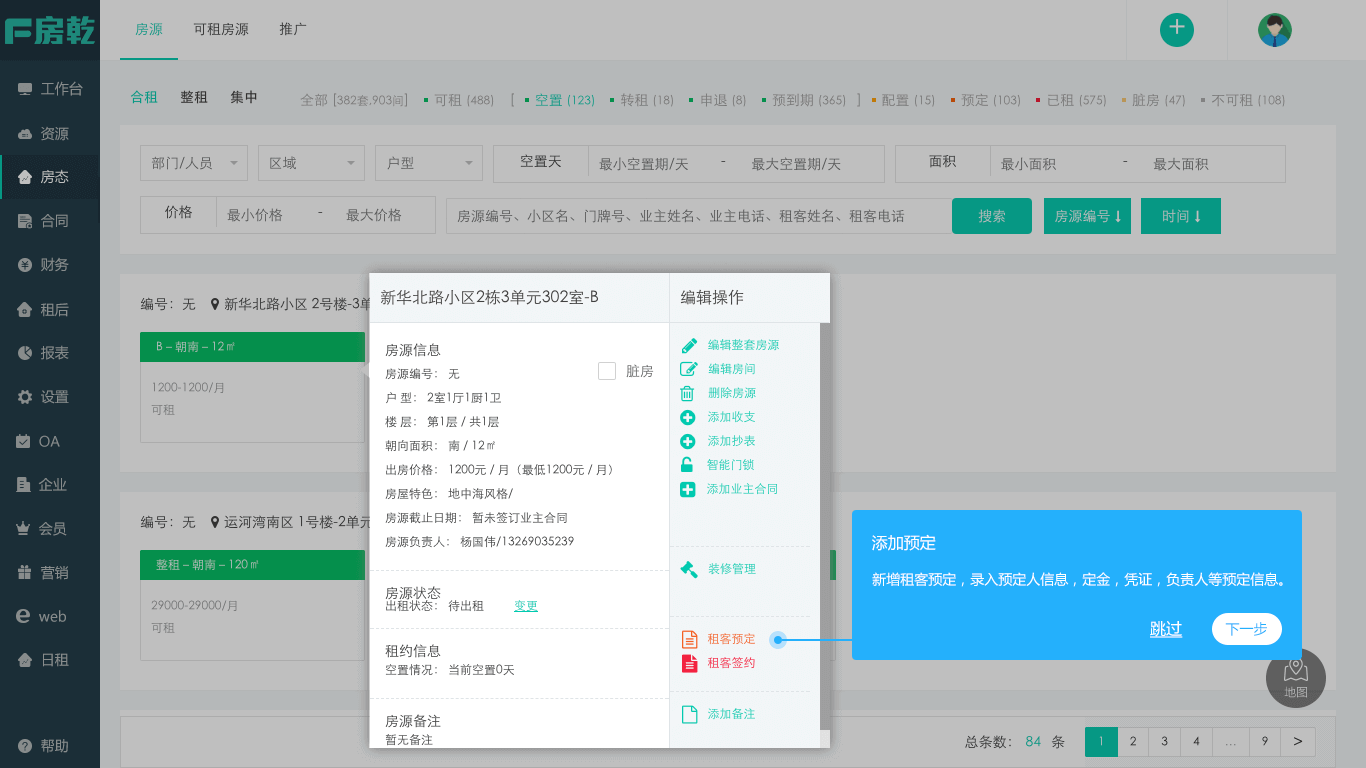 房乾
房源 可租房源 推广
工作台
资源
房态
合同
财务
租后
报表
设置
OA
企业
会员
营销
web
日租
帮助
合租 整租 集中 全部 [382套,903间] 可租 (488) [ 空置 (123) 转租 (18) 申退 (8) 预到期 (365) ] 配置 (15) 预定 (103) 已租 (575) 脏房 (47) 不可租 (108)
部门/人员 区域 户型 空置天 最小空置期/天 - 最大空置期/天 面积 最小面积 - 最大面积
价格 最小价格 - 最大价格 房源编号、小区名、门牌号、业主姓名、业主电话、租客姓名、租客电话 搜索 房源编号 时间
编号：无 新华北路小区 2号楼-3单
B – 朝南 – 12㎡
1200-1200/月
可租
编号：无 运河湾南区 1号楼-2单元
整租 – 朝南 – 120㎡
29000-29000/月
可租
新华北路小区2栋3单元302室-B
房源信息
房源编号： 无
脏房
户 型： 2室1厅1厨1卫
楼 层： 第1层 / 共1层
朝向面积： 南 / 12㎡
出房价格： 1200元 / 月（最低1200元 / 月）
房屋特色： 地中海风格/
房源截止日期： 暂未签订业主合同
房源负责人： 杨国伟/13269035239
房源状态
出租状态： 待出租 变更
租约信息
空置情况： 当前空置0天
房源备注
暂无备注
编辑操作
编辑整套房源
编辑房间
删除房源
添加收支
添加抄表
智能门锁
添加业主合同
装修管理
租客预定
租客签约
添加备注
添加预定
新增租客预定，录入预定人信息，定金，凭证，负责人等预定信息。
跳过 下一步
地图
总条数： 84 条 1 2 3 4 ... 9 >